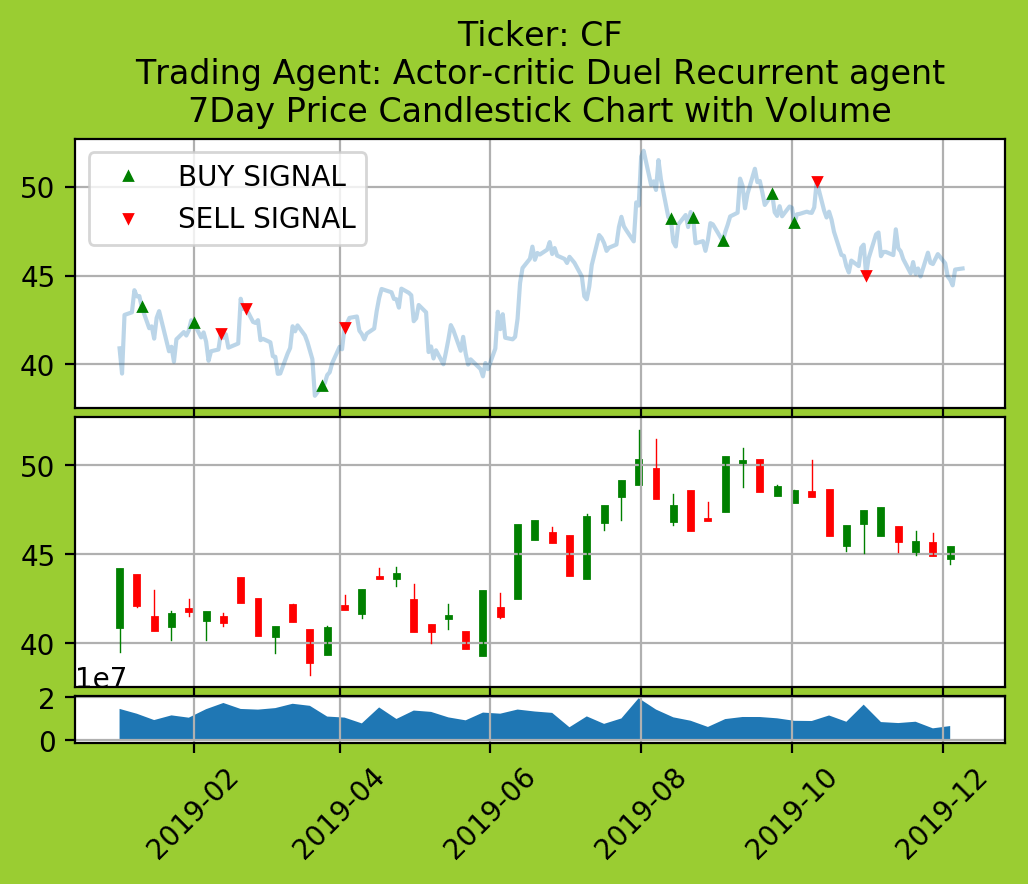 Ticker: CF
Trading Agent: Actor-critic Duel Recurrent agent
7Day Price Candlestick Chart with Volume
BUY SIGNAL
SELL SIGNAL
50
45
40
50
45
40
1e7
2
0
2019-02
2019-04
2019-06
2019-08
2019-10
2019-12